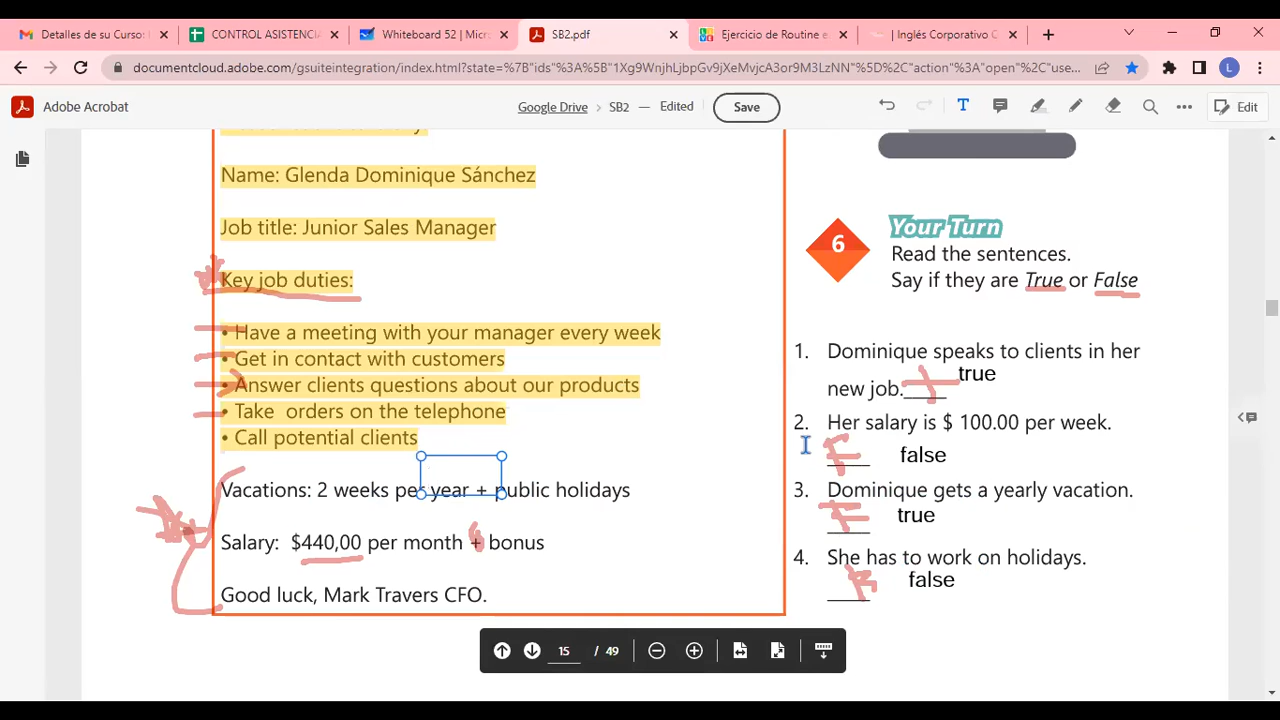 Detalles de su Curso
CONTROL ASISTENCIA
Whiteboard 52 | Micr
SB2.pdf
Ejercicio de Routine e
| Inglés Corporativo C
documentcloud.adobe.com/gsuiteintegration/index.html?state=%7B"ids"%3A%5B"1Xg9WnjhLjbpGv9jXeMvjcA3or9M3LzNN"%5D%2C"action"%3A"open"%2C"use...
L
Adobe Acrobat
Google Drive
SB2 — Edited
Save
Edit
Name: Glenda Dominique Sánchez
Job title: Junior Sales Manager
Key job duties:
• Have a meeting with your manager every week
• Get in contact with customers
• Answer clients questions about our products
• Take orders on the telephone
• Call potential clients
Vacations: 2 weeks per year + public holidays
Salary: $440,00 per month + bonus
Good luck, Mark Travers CFO.
6
Your Turn
Read the sentences.
Say if they are True or False
1. Dominique speaks to clients in her
new job.____ true
2. Her salary is $ 100.00 per week.
____ F false
3. Dominique gets a yearly vacation.
____ true
4. She has to work on holidays.
____ false
15 / 49